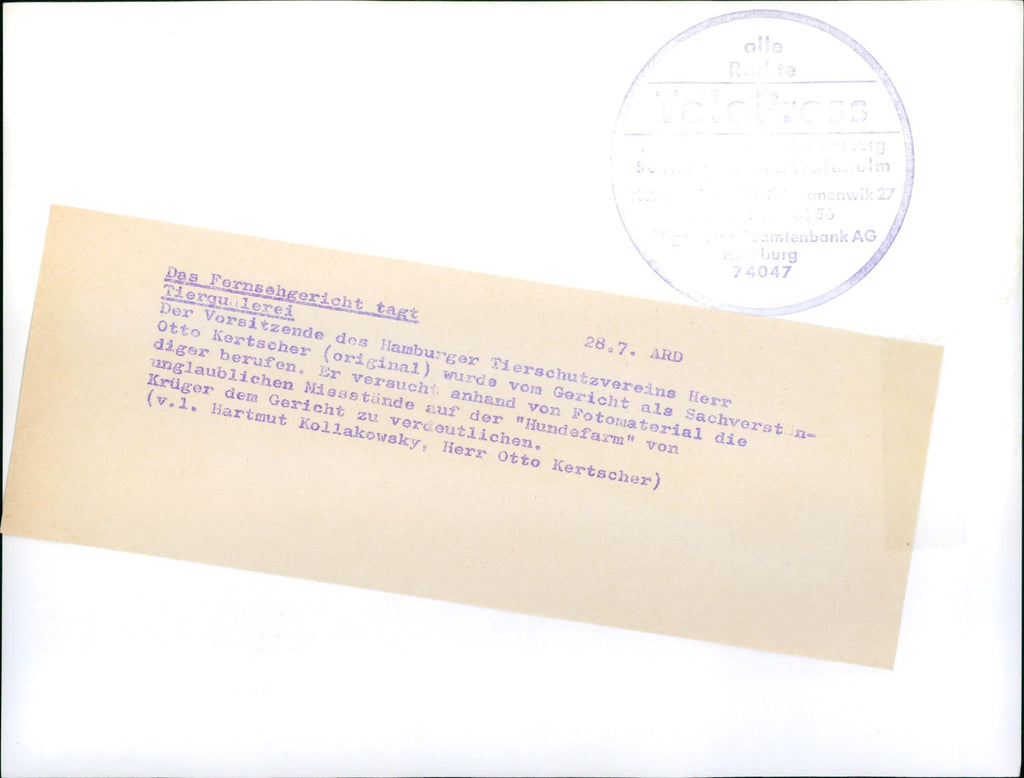 alle
Rechte
TelePress
Hamburg
27
AG
Hamburg
74047
Das Fernsehgericht tagt
Tierquälerei
28.7. ARD
Der Vorsitzende des Hamburger Tierschutzvereins Herr
Otto Kertscher (original) wurde vom Gericht als Sachverstän-
diger berufen. Er versucht anhand von Fotomaterial die
unglaublichen Missstände auf der "Hundefarm" von
Krüger dem Gericht zu verdeutlichen.
(v.l. Hartmut Kollakowsky, Herr Otto Kertscher)